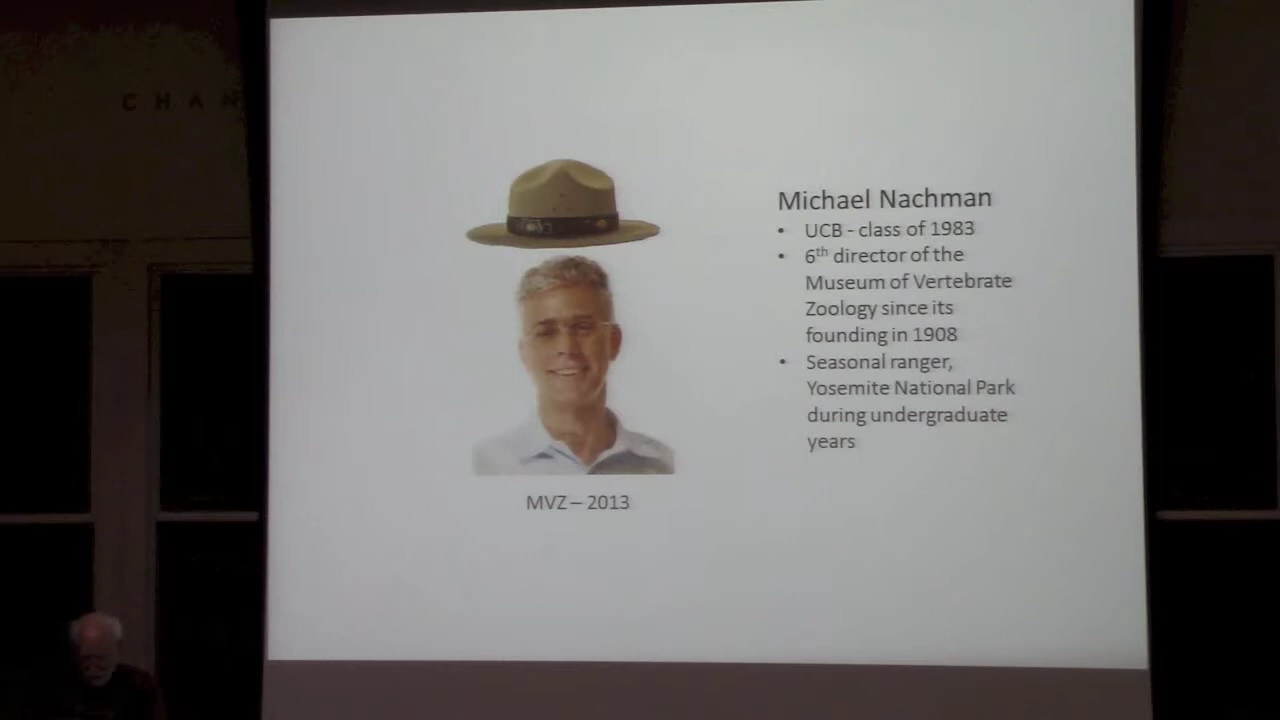 CHAN
Michael Nachman
• UCB - class of 1983
• 6th director of the
Museum of Vertebrate
Zoology since its
founding in 1908
• Seasonal ranger,
Yosemite National Park
during undergraduate
years
MVZ – 2013